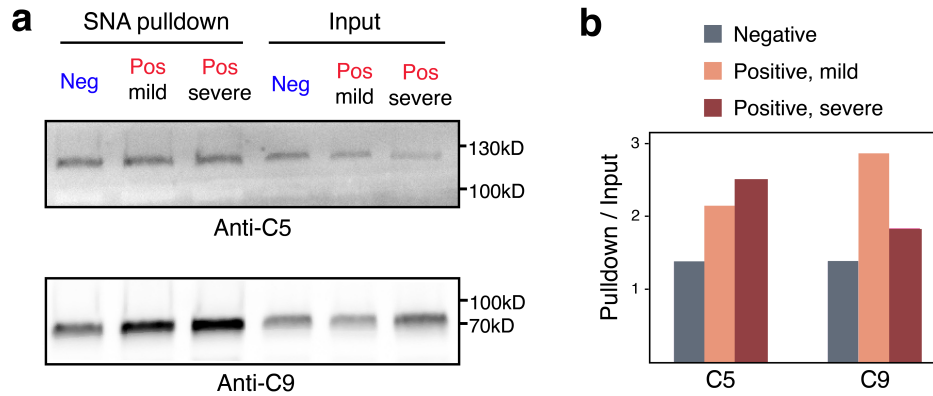 a
SNA pulldown
Input
Neg
Pos
mild
Pos
severe
Neg
Pos
mild
Pos
severe
130kD
100kD
Anti-C5
100kD
70kD
Anti-C9
b
Negative
Positive, mild
Positive, severe
Pulldown / Input
3
2
1
C5
C9